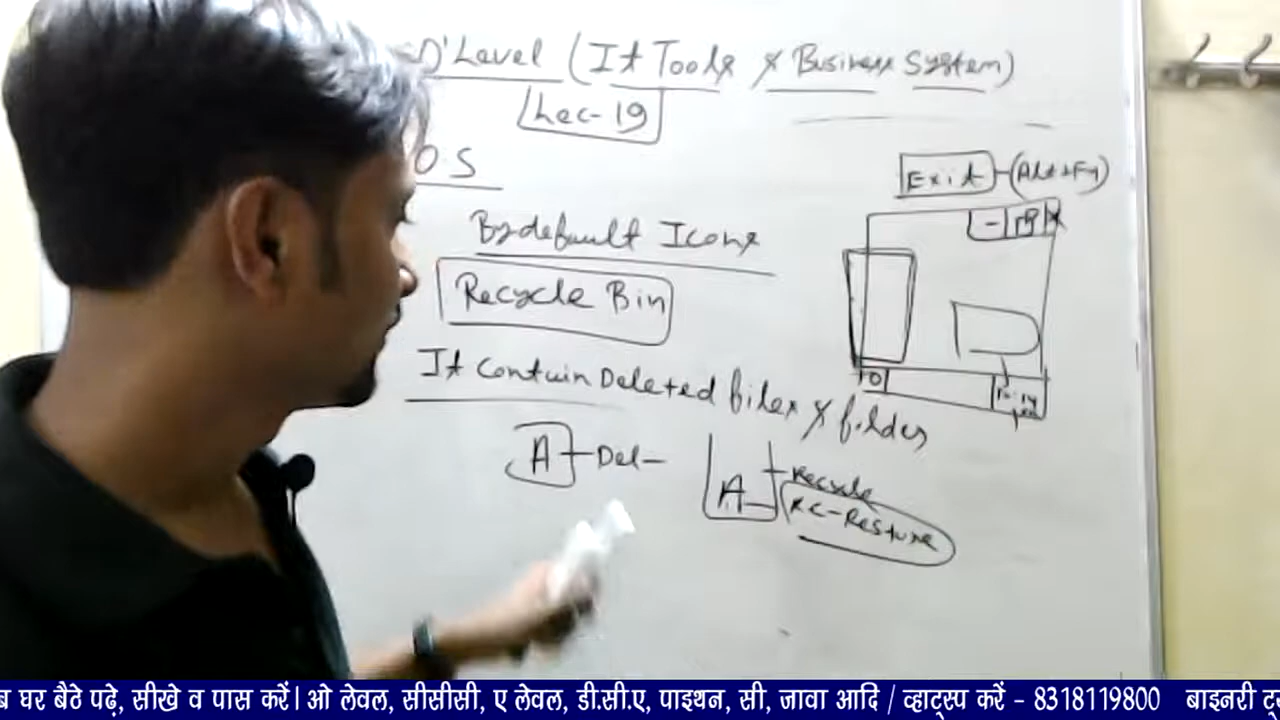 O'Level (It Tools & Business System)
Lec-19
OS
Bydefault Icons
Recycle Bin
It Contain Deleted files & folders
A Del
A Recycle
RC-Restore
Exit (Alt+F4)
घर बैठे पढ़े, सीखे व पास करें। ओ लेवल, सीसीसी, ए लेवल, डी.सी.ए, पाइथन, सी, जावा आदि / व्हाट्स्प करें - 8318119800 बाइनरी